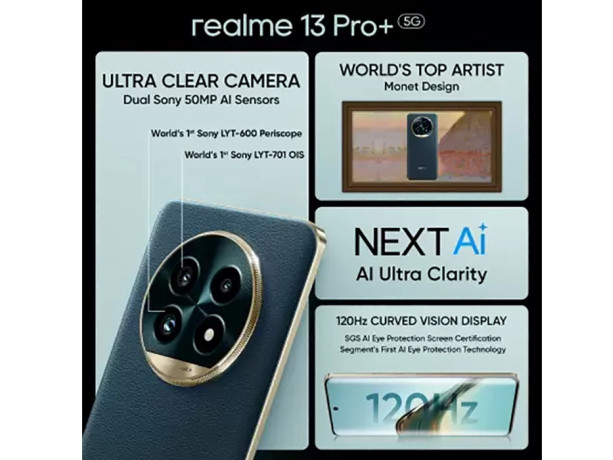 realme 13 Pro+ 5G
ULTRA CLEAR CAMERA
Dual Sony 50MP AI Sensors
World's 1st Sony LYT-600 Periscope
World's 1st Sony LYT-701 OIS
WORLD'S TOP ARTIST
Monet Design
NEXT Ai
AI Ultra Clarity
120Hz CURVED VISION DISPLAY
SGS AI Eye Protection Screen Certification
Segment's First AI Eye Protection Technology
120Hz